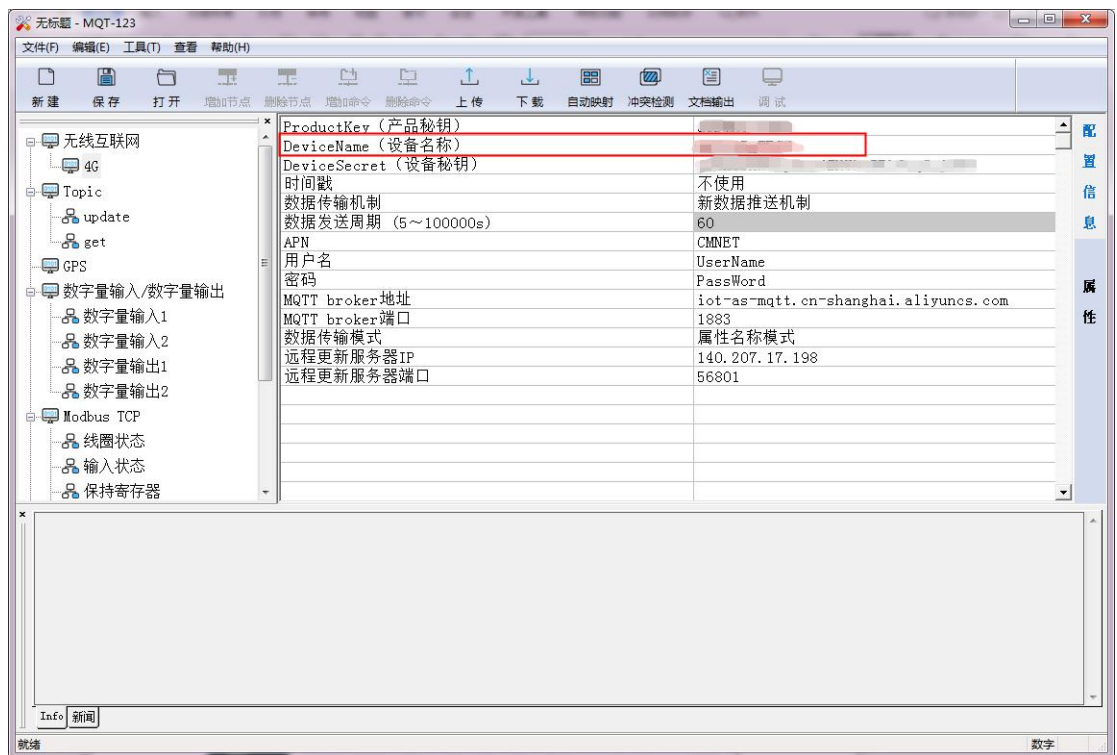 无标题 - MQT-123
文件(F) 编辑(E) 工具(T) 查看 帮助(H)
新建 保存 打开 增加节点 删除节点 增加命令 删除命令 上传 下载 自动映射 冲突检测 文档输出 调试
无线互联网
4G
Topic
update
get
GPS
数字量输入/数字量输出
数字量输入1
数字量输入2
数字量输出1
数字量输出2
Modbus TCP
线圈状态
输入状态
保持寄存器
ProductKey (产品秘钥)
DeviceName (设备名称)
DeviceSecret (设备秘钥)
时间戳 不使用
数据传输机制 新数据推送机制
数据发送周期 (5~100000s) 60
APN CMNET
用户名 UserName
密码 PassWord
MQTT broker地址 iot-as-mqtt.cn-shanghai.aliyuncs.com
MQTT broker端口 1883
数据传输模式 属性名称模式
远程更新服务器IP 140.207.17.198
远程更新服务器端口 56801
配置信息
属性
Info 新闻
就绪 数字